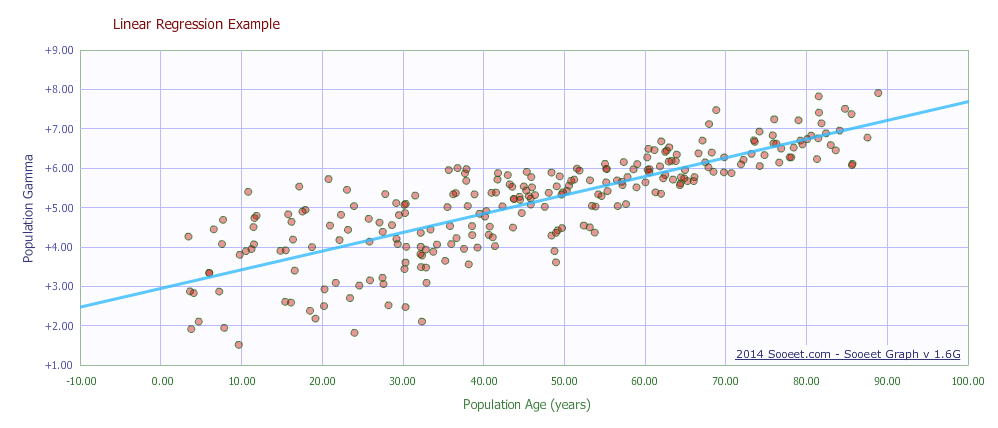 Linear Regression Example
+9.00
+8.00
+7.00
+6.00
+5.00
+4.00
+3.00
+2.00
+1.00
Population Gamma
2014 Sooeet.com - Sooeet Graph v 1.6G
-10.00 0.00 10.00 20.00 30.00 40.00 50.00 60.00 70.00 80.00 90.00 100.00
Population Age (years)